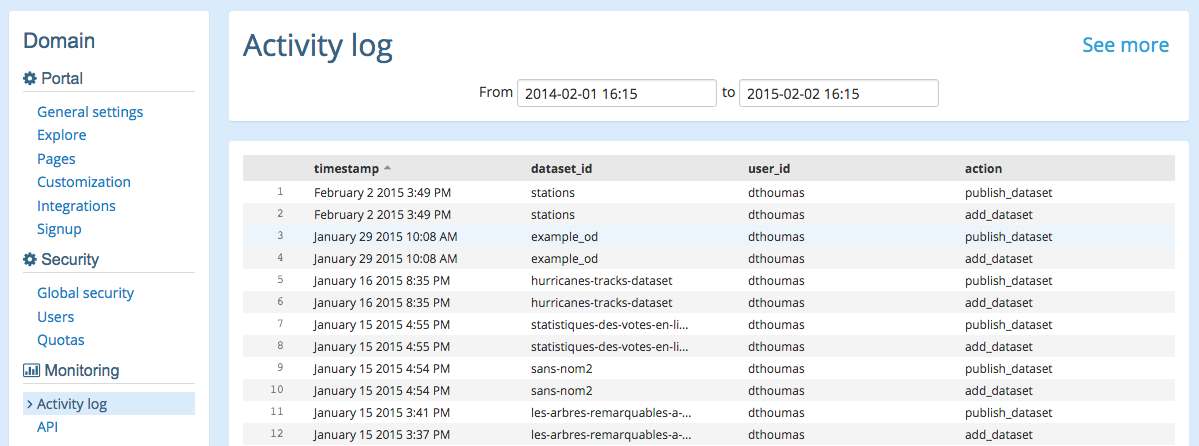 Domain
Portal
General settings
Explore
Pages
Customization
Integrations
Signup
Security
Global security
Users
Quotas
Monitoring
Activity log
API
Activity log
See more
From 2014-02-01 16:15 to 2015-02-02 16:15
timestamp dataset_id user_id action
1 February 2 2015 3:49 PM stations dthoumas publish_dataset
2 February 2 2015 3:49 PM stations dthoumas add_dataset
3 January 29 2015 10:08 AM example_od dthoumas publish_dataset
4 January 29 2015 10:08 AM example_od dthoumas add_dataset
5 January 16 2015 8:35 PM hurricanes-tracks-dataset dthoumas publish_dataset
6 January 16 2015 8:35 PM hurricanes-tracks-dataset dthoumas add_dataset
7 January 15 2015 4:55 PM statistiques-des-votes-en-li... dthoumas publish_dataset
8 January 15 2015 4:55 PM statistiques-des-votes-en-li... dthoumas add_dataset
9 January 15 2015 4:54 PM sans-nom2 dthoumas publish_dataset
10 January 15 2015 4:54 PM sans-nom2 dthoumas add_dataset
11 January 15 2015 3:41 PM les-arbres-remarquables-a-... dthoumas publish_dataset
12 January 15 2015 3:37 PM les-arbres-remarquables-a-... dthoumas add_dataset